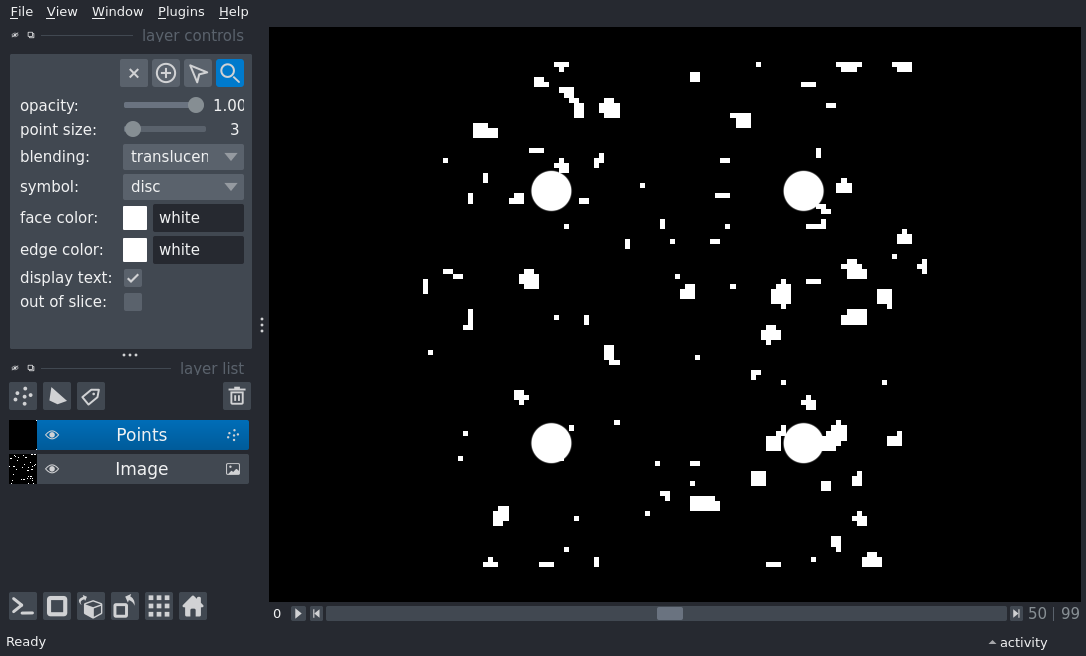 File View Window Plugins Help
layer controls
opacity: 1.00
point size: 3
blending: translucen
symbol: disc
face color: white
edge color: white
display text:
out of slice:
layer list
Points
Image
0 50 | 99
Ready activity